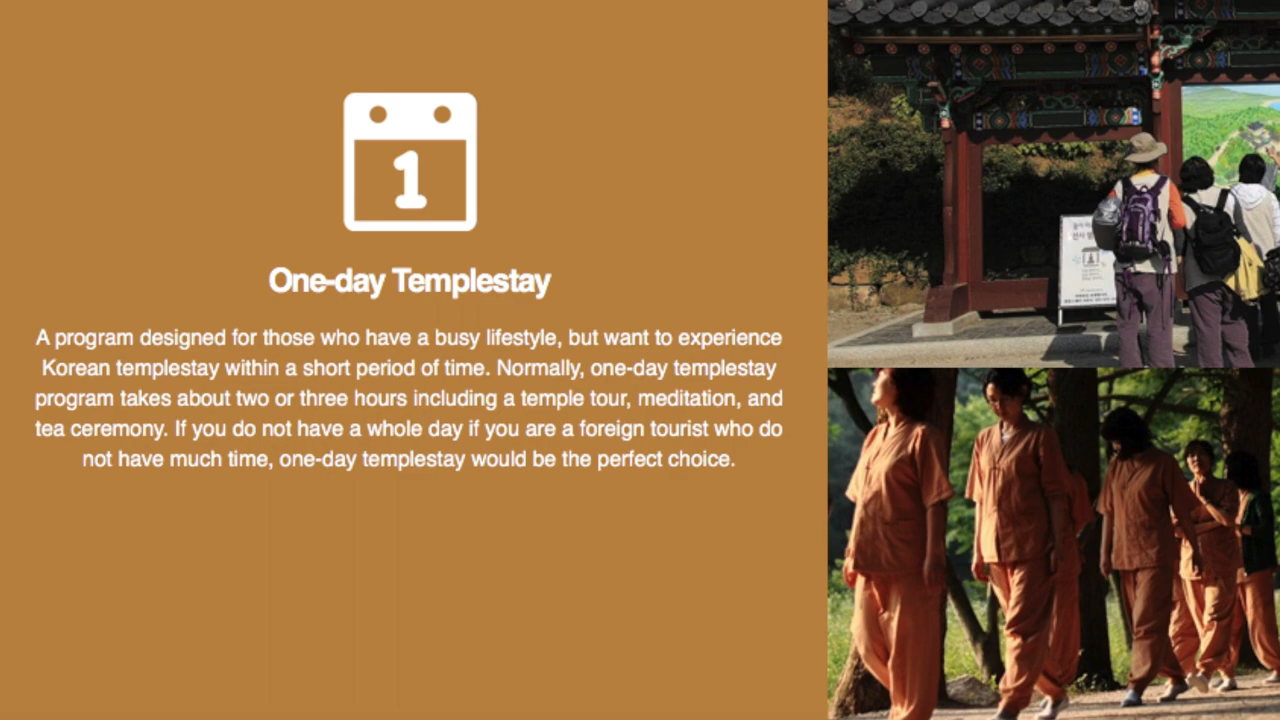 1
One-day Templestay
A program designed for those who have a busy lifestyle, but want to experience
Korean templestay within a short period of time. Normally, one-day templestay
program takes about two or three hours including a temple tour, meditation, and
tea ceremony. If you do not have a whole day if you are a foreign tourist who do
not have much time, one-day templestay would be the perfect choice.